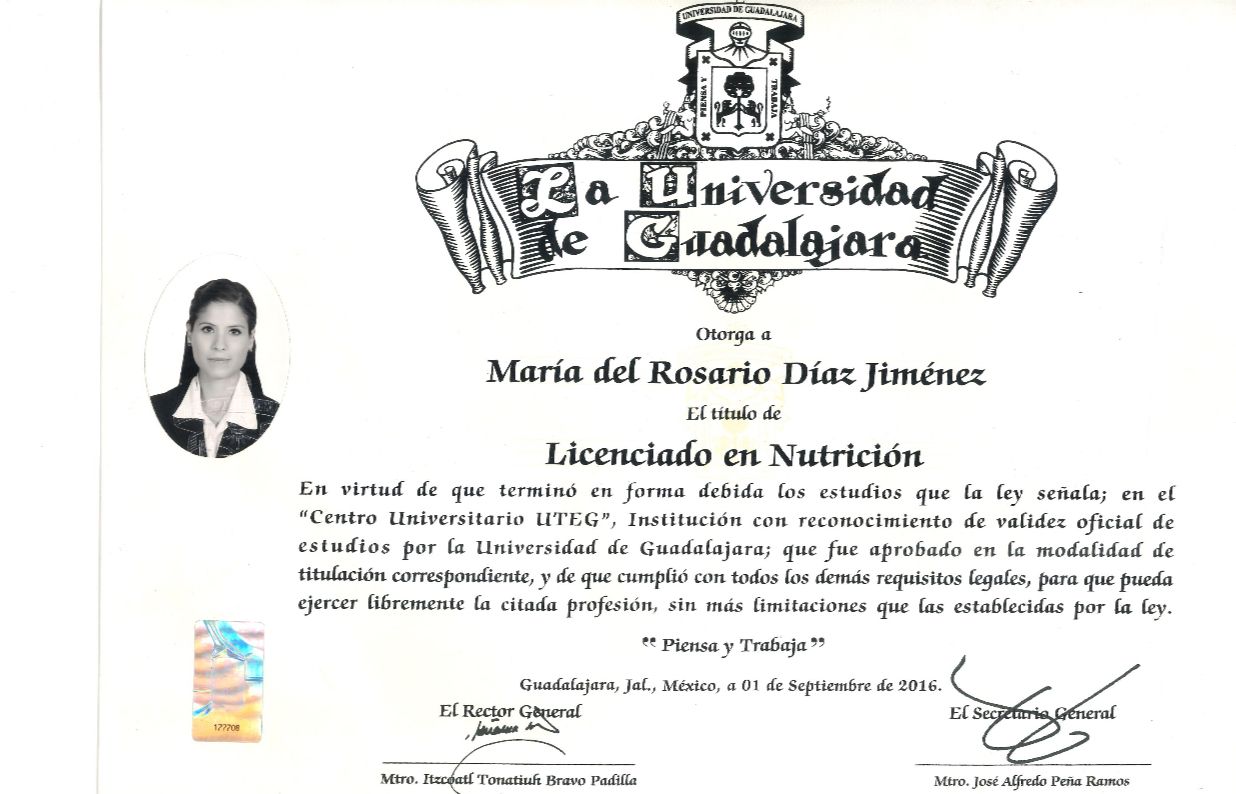 UNIVERSIDAD DE GUADALAJARA
PIENSA Y
TRABAJA
La Universidad
de Guadalajara
Otorga a
María del Rosario Díaz Jiménez
El título de
Licenciado en Nutrición
En virtud de que terminó en forma debida los estudios que la ley señala; en el
“Centro Universitario UTEG”, Institución con reconocimiento de validez oficial de
estudios por la Universidad de Guadalajara; que fue aprobado en la modalidad de
titulación correspondiente, y de que cumplió con todos los demás requisitos legales, para que pueda
ejercer libremente la citada profesión, sin más limitaciones que las establecidas por la ley.
“ Piensa y Trabaja ”
Guadalajara, Jal., México, a 01 de Septiembre de 2016.
El Rector General
El Secretario General
177708
Mtro. Itzcóatl Tonatiuh Bravo Padilla
Mtro. José Alfredo Peña Ramos